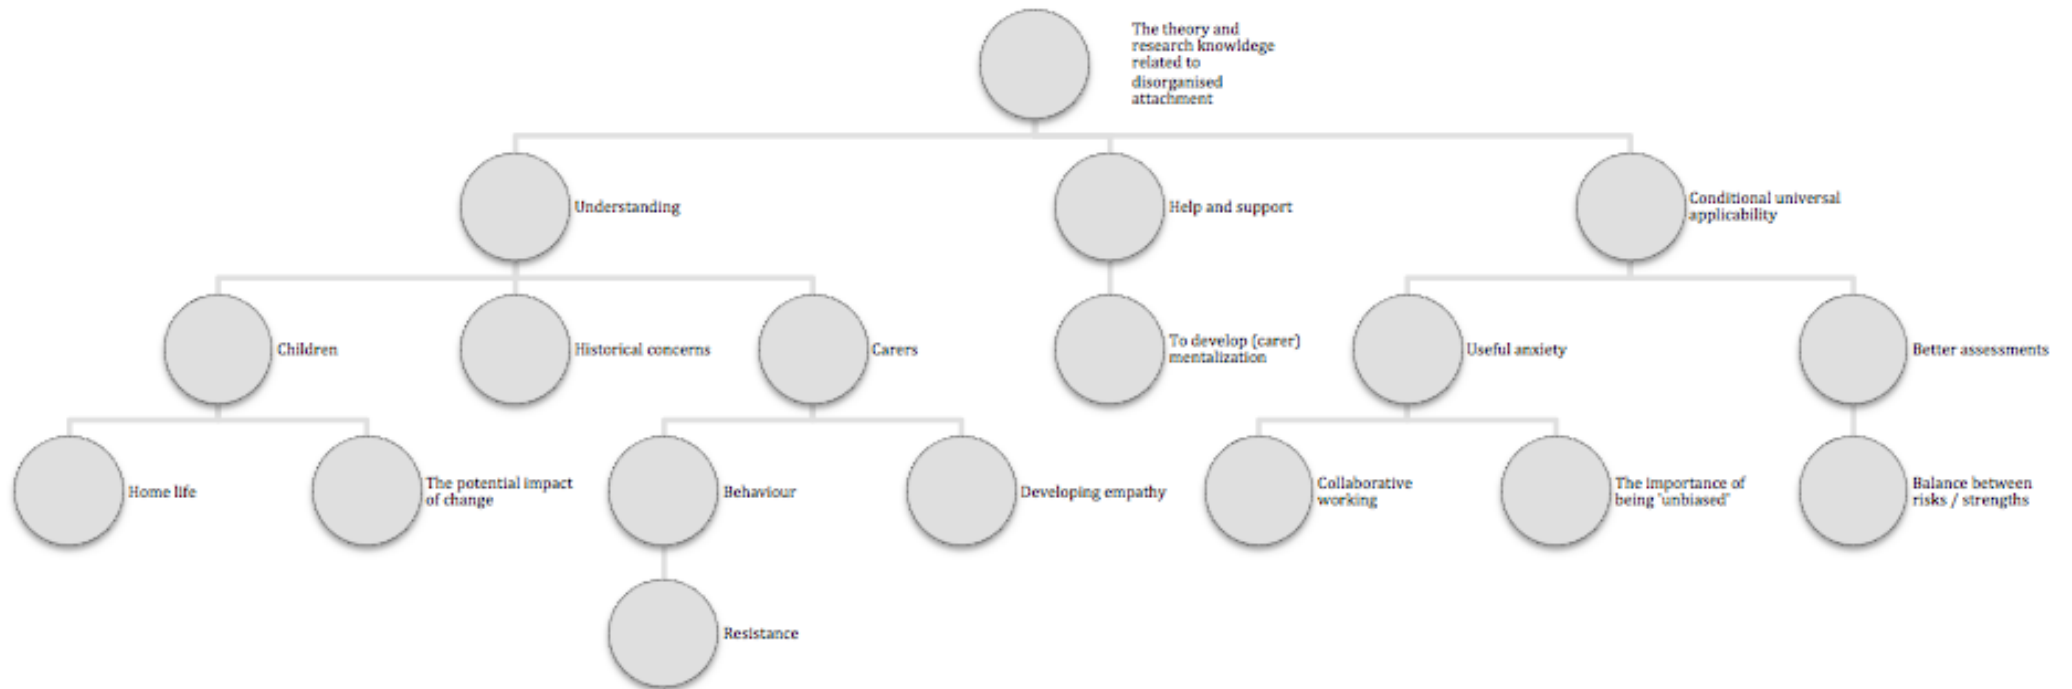 The theory and
research knowldege
related to
disorganised
attachment
Understanding
Help and support
Conditional universal
applicability
Children
Historical concerns
Carers
To develop (carer)
mentalization
Useful anxiety
Better assessments
Home life
The potential impact
of change
Behaviour
Developing empathy
Collaborative
working
The importance of
being 'unbiased'
Balance between
risks / strengths
Resistance